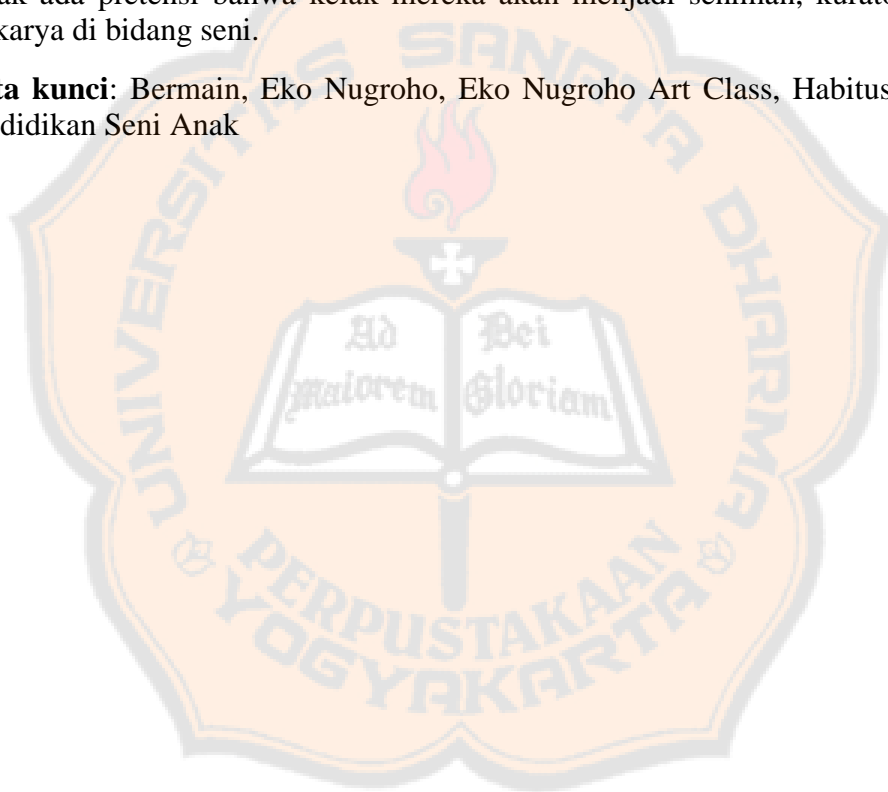 ak ada pretensi bahwa kelak mereka akan menjadi seniman, kurato
karya di bidang seni.
ta kunci: Bermain, Eko Nugroho, Eko Nugroho Art Class, Habitus
didikan Seni Anak
UNIVERSITAS SANATA DHARMA
Ad Dei
Maiorem Gloriam
PERPUSTAKAAN
YOGYAKARTA